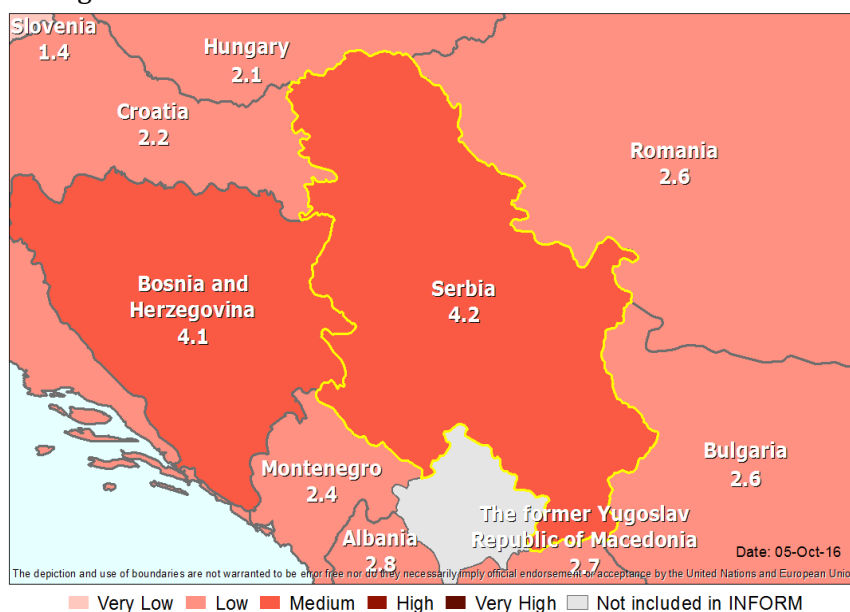 Slovenia
1.4
Hungary
2.1
Croatia
2.2
Romania
2.6
Bosnia and
Herzegovina
4.1
Serbia
4.2
Montenegro
2.4
Bulgaria
2.6
The former Yugoslav
Republic of Macedonia
2.7
Albania
2.8
Date: 05-Oct-16
The depiction and use of boundaries are not warranted to be error free nor do they necessarily imply official endorsement or acceptance by the United Nations and European Unio
Very Low Low Medium High Very High Not included in INFORM